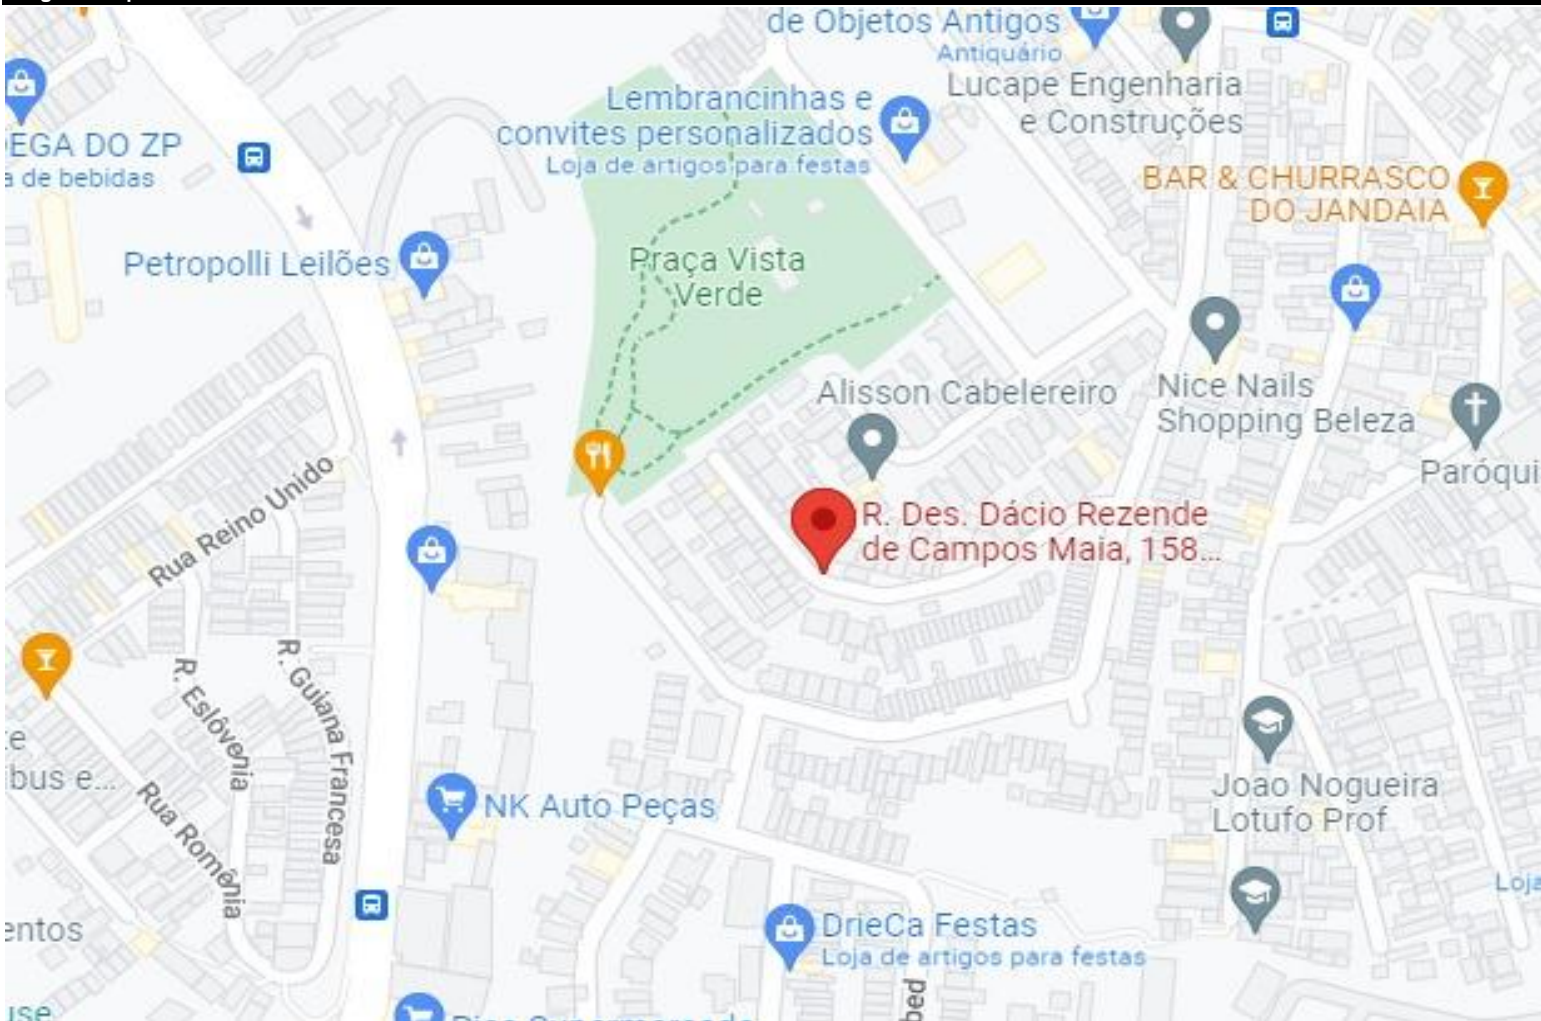 de Objetos Antigos
Antiquário
Lucape Engenharia
e Construções
Lembrancinhas e
convites personalizados
Loja de artigos para festas
EGA DO ZP
a de bebidas
BAR & CHURRASCO
DO JANDAIA
Petropolli Leilões
Praça Vista
Verde
Alisson Cabelereiro
Nice Nails
Shopping Beleza
Paróqui
Rua Reino Unido
R. Des. Dácio Rezende
de Campos Maia, 158...
R. Eslôvenia
R. Guiana Francesa
Rua Romênia
bus e...
NK Auto Peças
Joao Nogueira
Lotufo Prof
Loja
entos
DrieCa Festas
Loja de artigos para festas